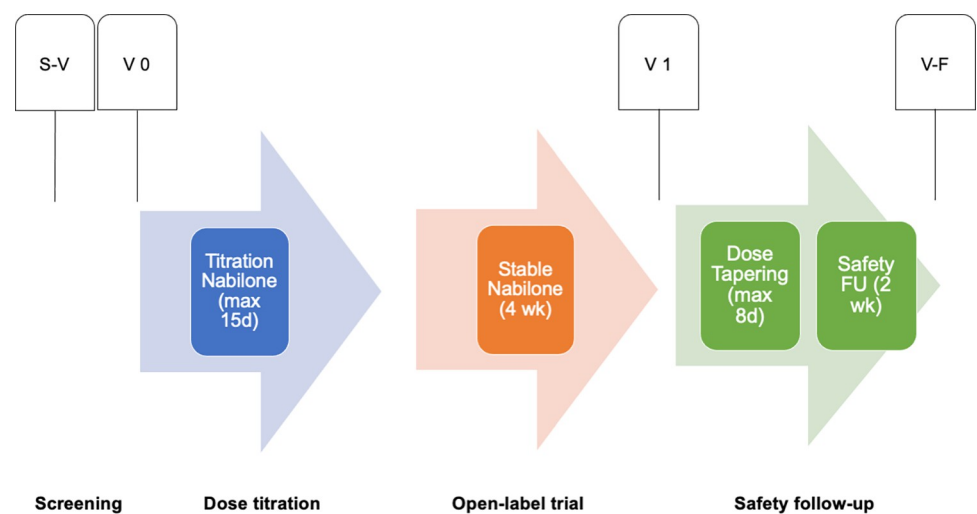 S-V
V 0
V 1
V-F
Titration
Nabilone
(max
15d)
Stable
Nabilone
(4 wk)
Dose
Tapering
(max
8d)
Safety
FU (2
wk)
Screening
Dose titration
Open-label trial
Safety follow-up